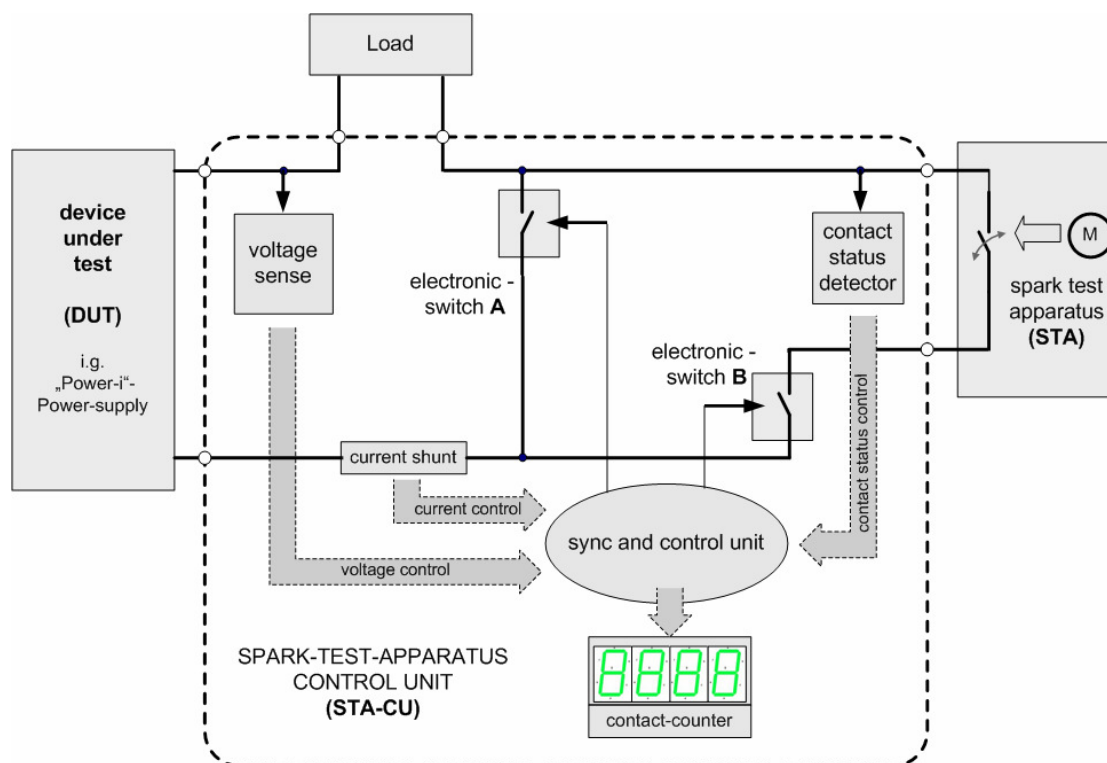 Load
device
under
test
(DUT)
i.g.
„Power-i“-
Power-supply
voltage
sense
electronic -
switch A
contact
status
detector
M
spark test
apparatus
(STA)
electronic -
switch B
contact status control
current shunt
current control
sync and control unit
voltage control
SPARK-TEST-APPARATUS
CONTROL UNIT
(STA-CU)
8888
contact-counter